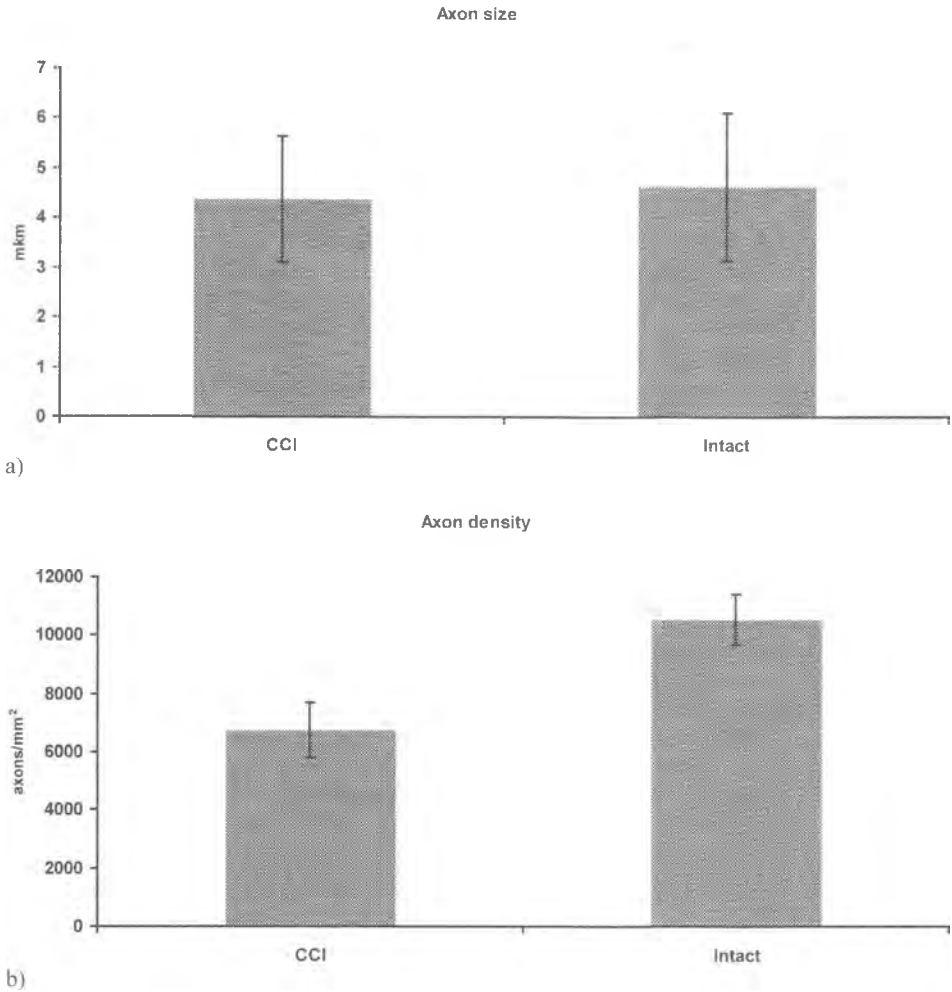 Axon size
7
6
5
4
3
2
1
0
mkm
CCI
Intact
a)
Axon density
12000
10000
8000
6000
4000
2000
0
axons/mm²
CCI
Intact
b)